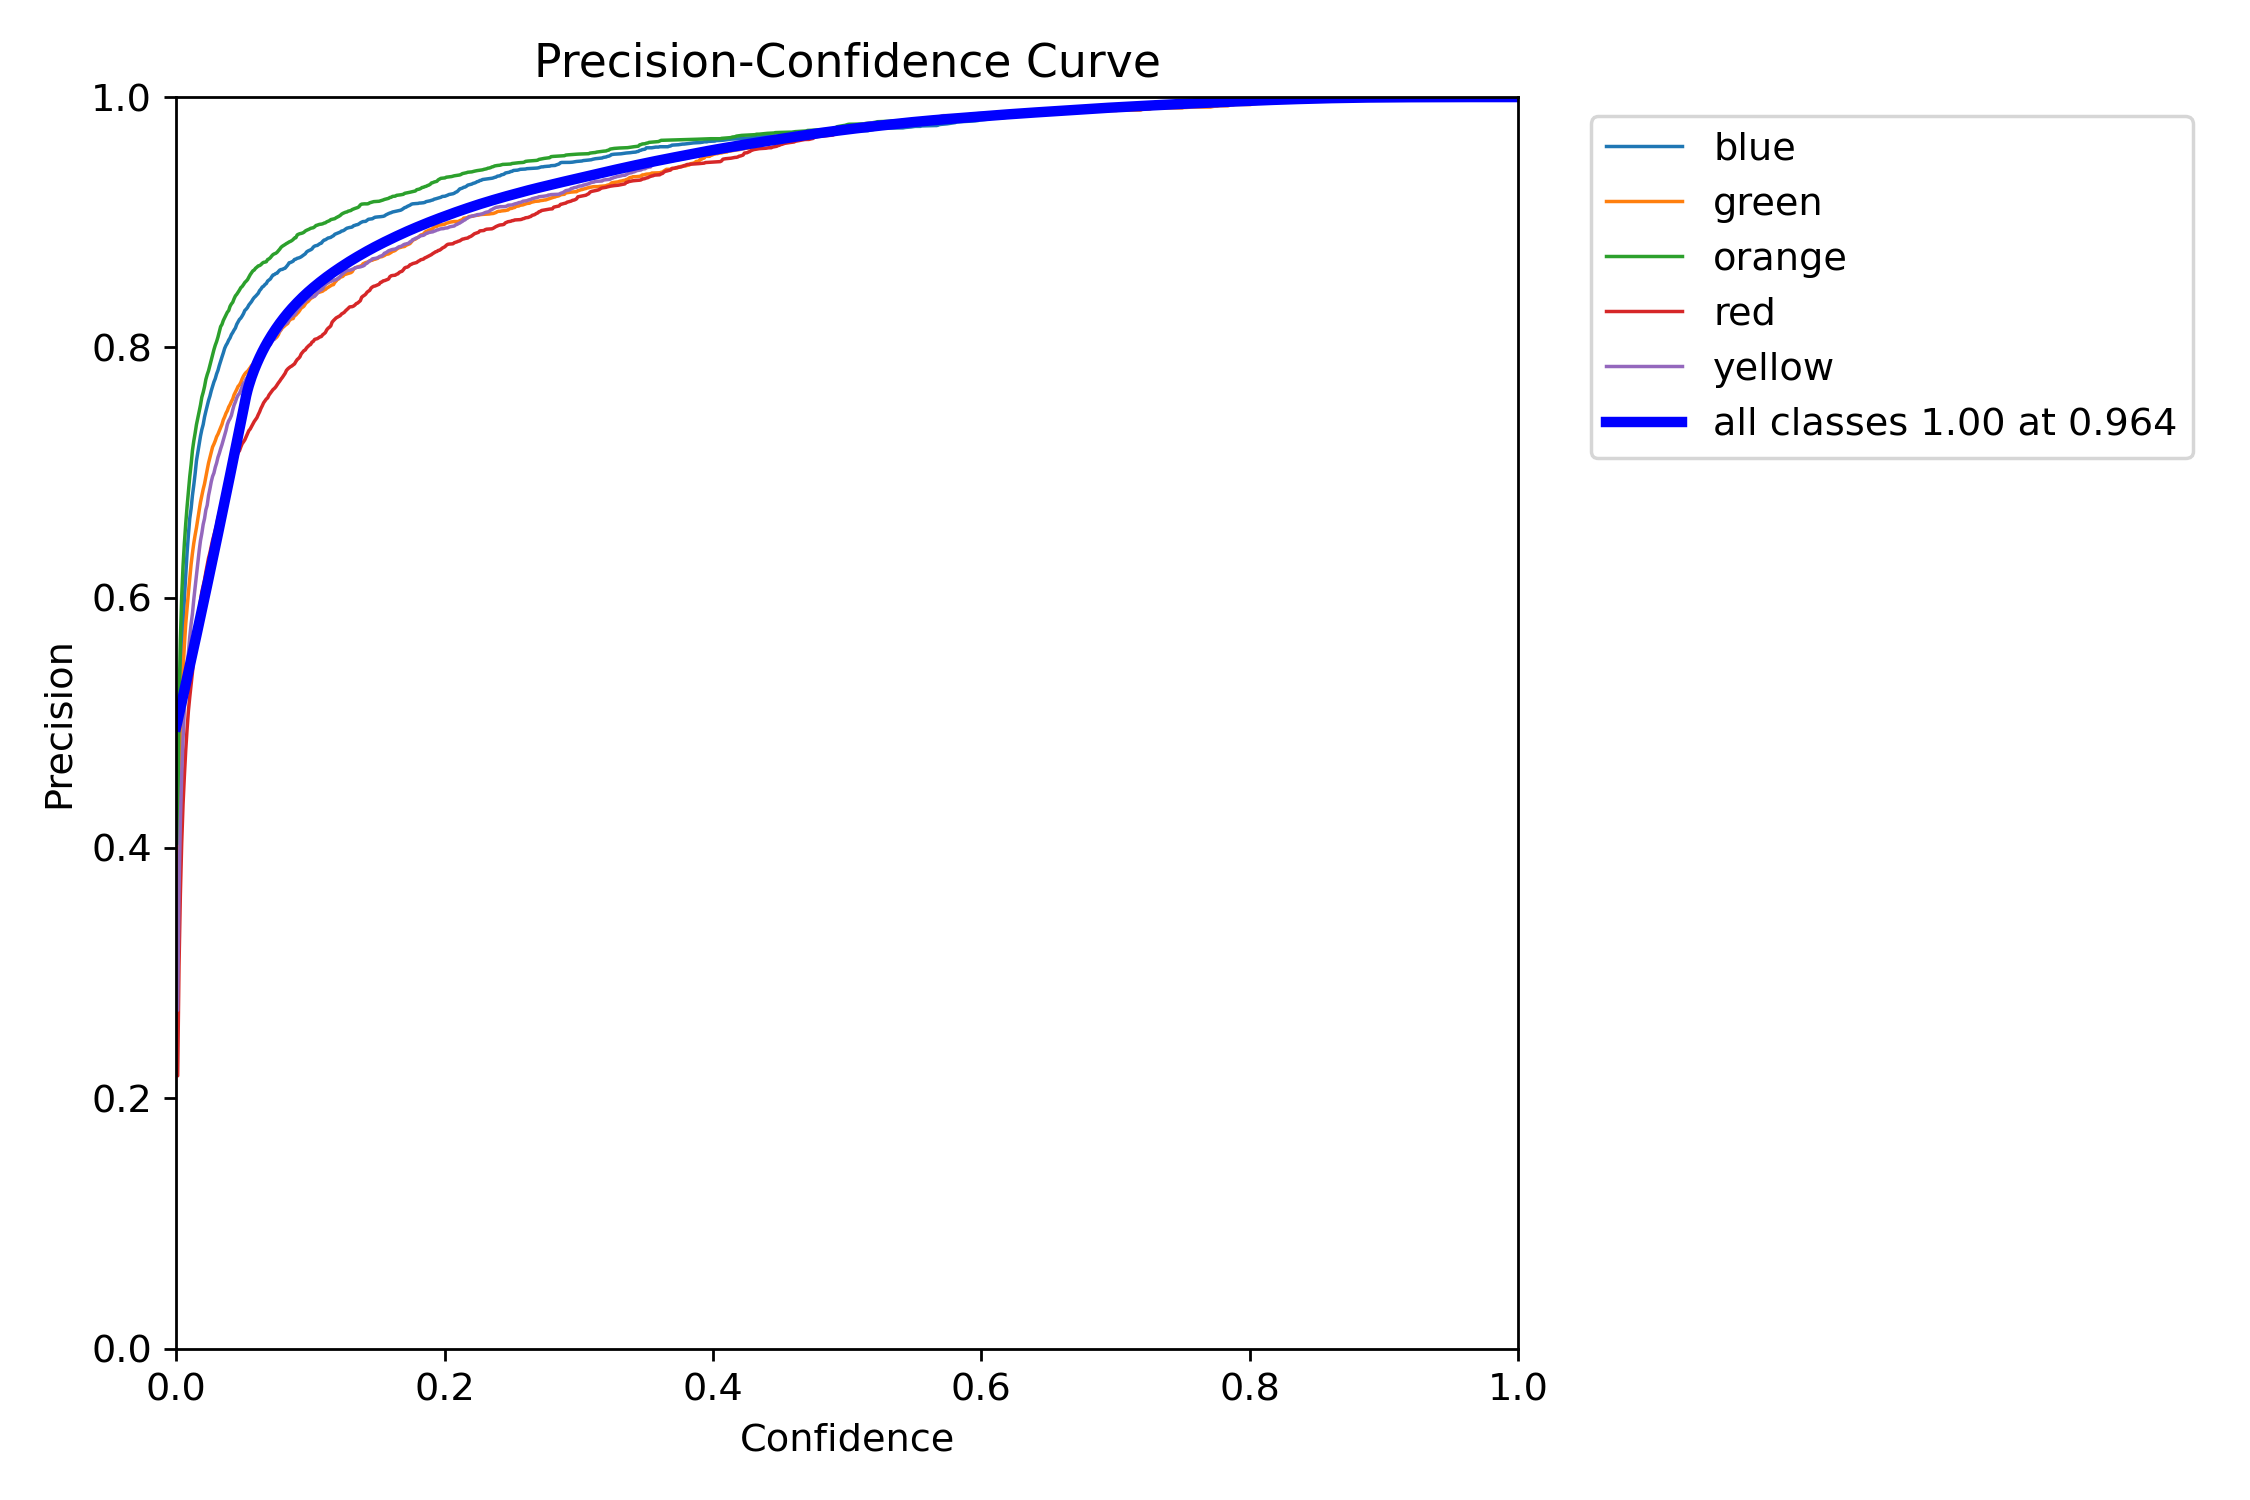 Precision-Confidence Curve
1.0
0.8
0.6
0.4
0.2
0.0
Precision
0.0 0.2 0.4 0.6 0.8 1.0
Confidence
blue
green
orange
red
yellow
all classes 1.00 at 0.964